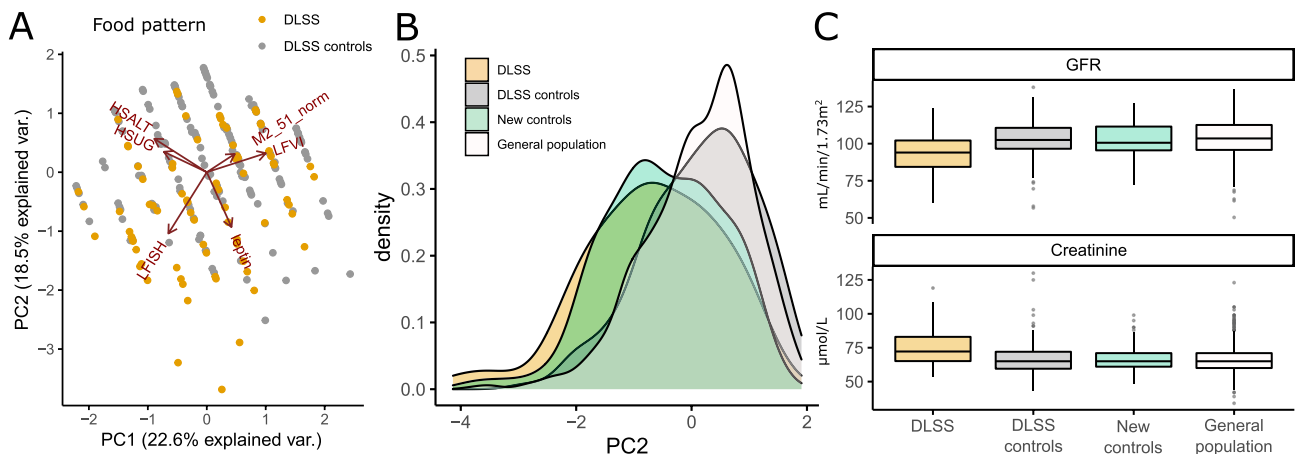 A
Food pattern
DLSS
DLSS controls
2
1
0
−1
−2
−3
PC2 (18.5% explained var.)
HSALT
HSUG
M2_51_norm
LFV
LFISH
leptin
−2
−1
0
1
2
PC1 (22.6% explained var.)
B
DLSS
DLSS controls
New controls
General population
0.5
0.4
0.3
0.2
0.1
0.0
density
−4
−2
0
2
PC2
C
GFR
125
100
75
50
mL/min/1.73m²
Creatinine
125
100
75
50
µmol/L
DLSS
DLSS
controls
New
controls
General
population